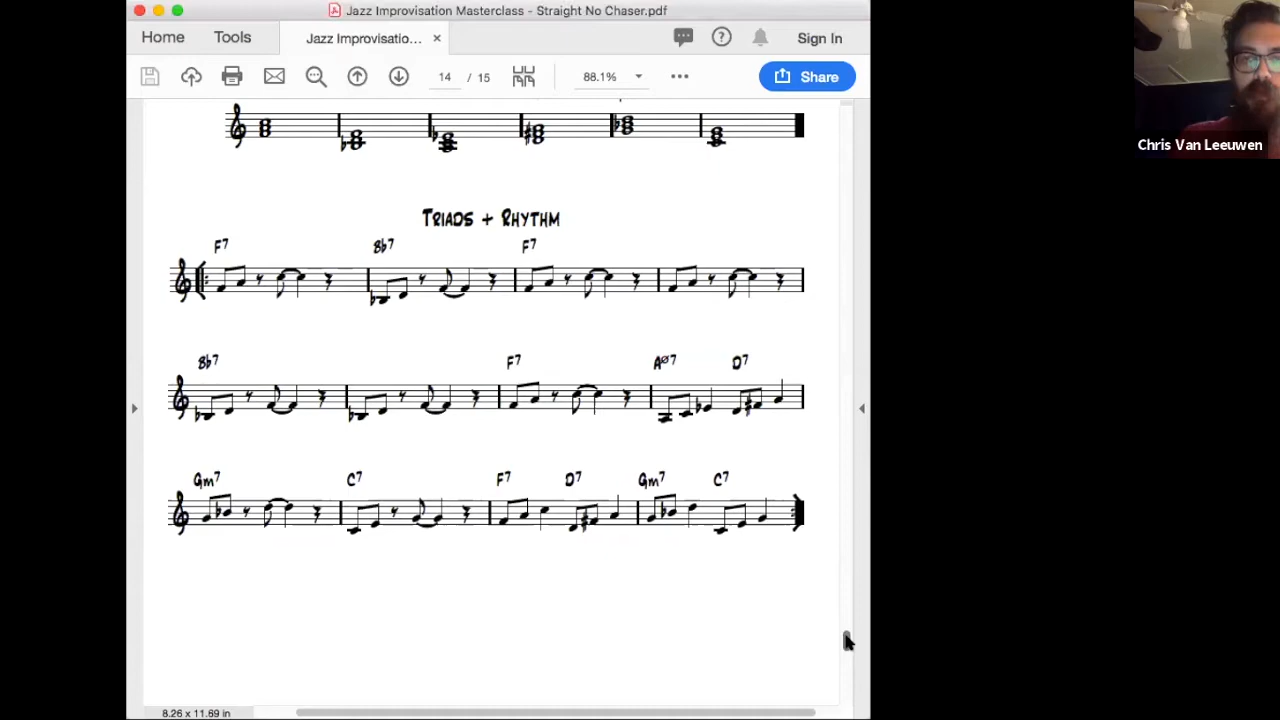 Jazz Improvisation Masterclass - Straight No Chaser.pdf
Home Tools Jazz Improvisatio... × Sign In
14 / 15 88.1% Share
Chris Van Leeuwen
TRIADS + RHYTHM
F7 Bb7 F7
Bb7 F7 Aø7 D7
Gm7 C7 F7 D7 Gm7 C7
8.26 x 11.69 in